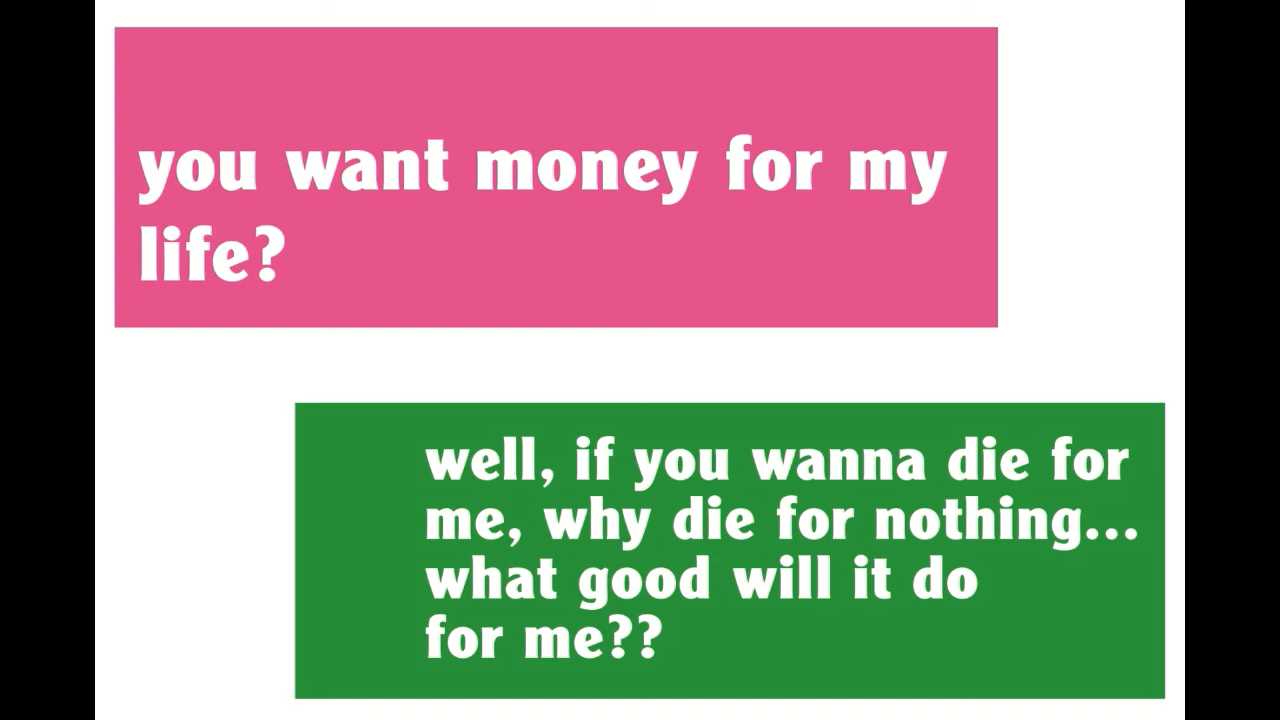 you want money for my
life?
well, if you wanna die for
me, why die for nothing...
what good will it do
for me??